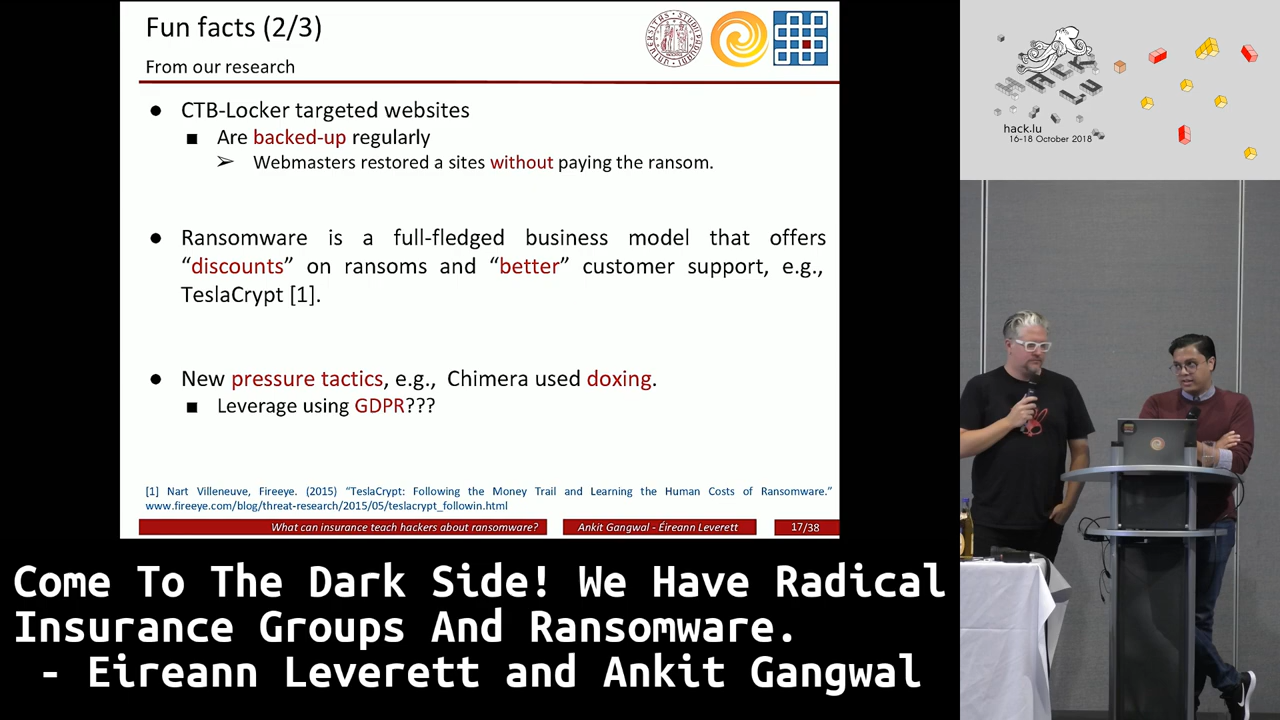 Fun facts (2/3)
From our research
● CTB-Locker targeted websites
■ Are backed-up regularly
➢ Webmasters restored a sites without paying the ransom.
● Ransomware is a full-fledged business model that offers
“discounts” on ransoms and “better” customer support, e.g.,
TeslaCrypt [1].
● New pressure tactics, e.g., Chimera used doxing.
■ Leverage using GDPR???
[1] Nart Villeneuve, Fireeye. (2015) “TeslaCrypt: Following the Money Trail and Learning the Human Costs of Ransomware.”
www.fireeye.com/blog/threat-research/2015/05/teslacrypt_followin.html
What can insurance teach hackers about ransomware?
Ankit Gangwal - Éireann Leverett
17/38
HACK
LU
hack.lu
16-18 October 2018
Come To The Dark Side! We Have Radical
Insurance Groups And Ransomware.
- Eireann Leverett and Ankit Gangwal